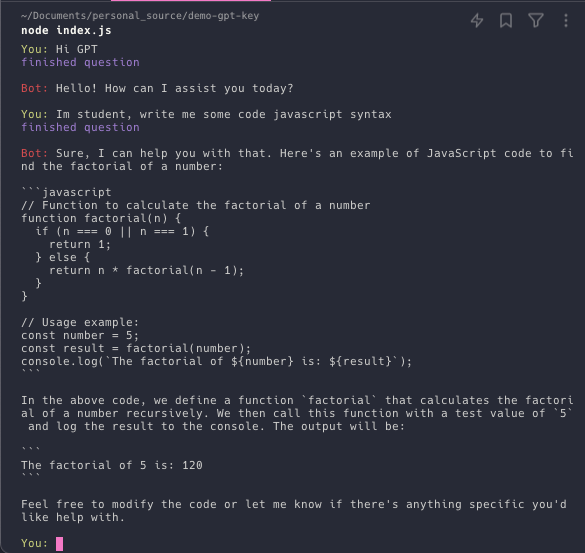 ~/Documents/personal_source/demo-gpt-key
node index.js
You: Hi GPT
finished question
Bot: Hello! How can I assist you today?
You: Im student, write me some code javascript syntax
finished question
Bot: Sure, I can help you with that. Here's an example of JavaScript code to fi
nd the factorial of a number:
```javascript
// Function to calculate the factorial of a number
function factorial(n) {
  if (n === 0 || n === 1) {
    return 1;
  } else {
    return n * factorial(n - 1);
  }
}
// Usage example:
const number = 5;
const result = factorial(number);
console.log(`The factorial of ${number} is: ${result}`);
```
In the above code, we define a function `factorial` that calculates the factori
al of a number recursively. We then call this function with a test value of `5`
 and log the result to the console. The output will be:
```
The factorial of 5 is: 120
```
Feel free to modify the code or let me know if there's anything specific you'd
like help with.
You: